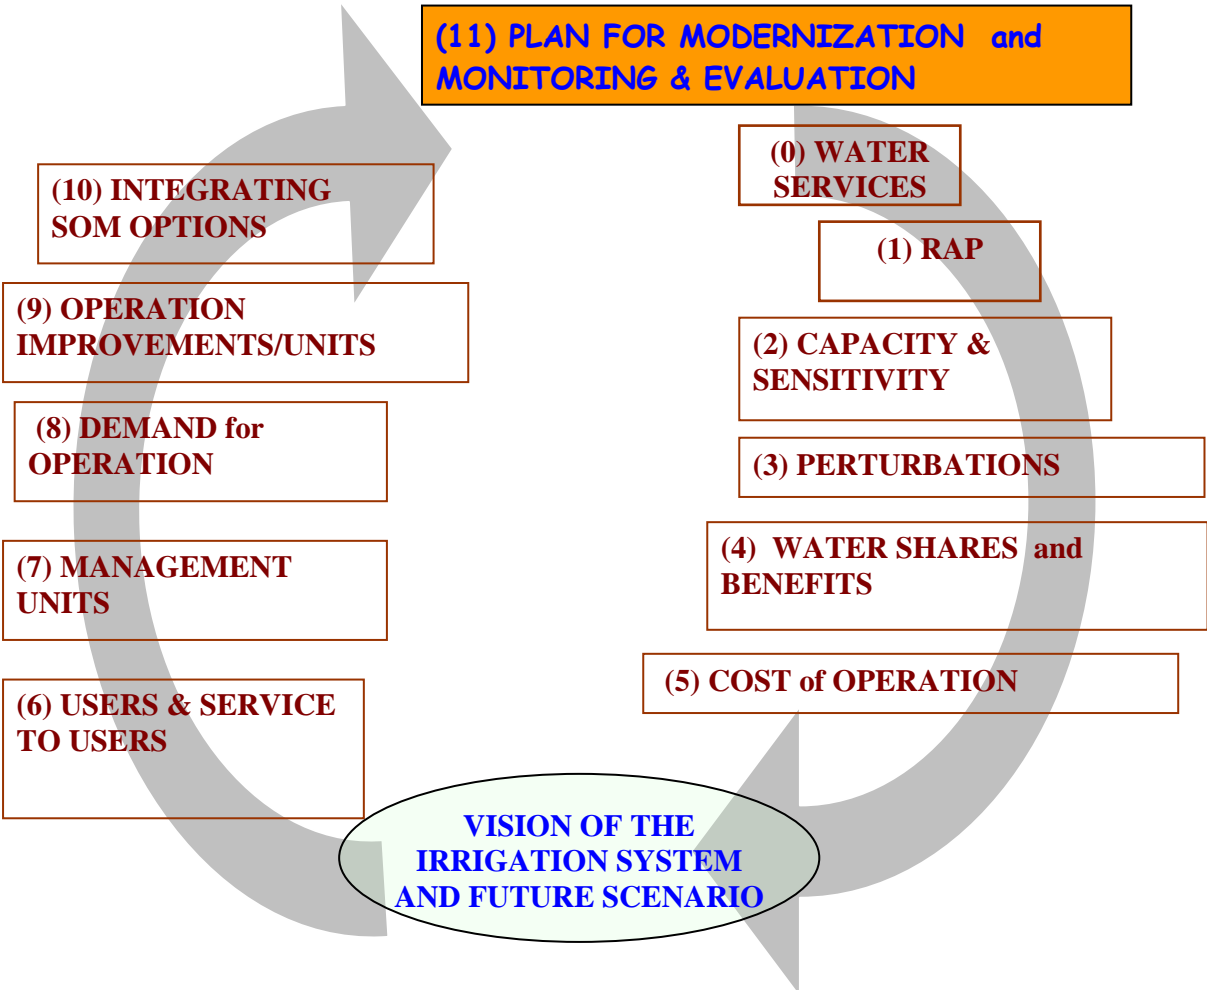 (11) PLAN FOR MODERNIZATION and
MONITORING & EVALUATION
(0) WATER
SERVICES
(1) RAP
(2) CAPACITY &
SENSITIVITY
(3) PERTURBATIONS
(4) WATER SHARES and
BENEFITS
(5) COST of OPERATION
VISION OF THE
IRRIGATION SYSTEM
AND FUTURE SCENARIO
(6) USERS & SERVICE
TO USERS
(7) MANAGEMENT
UNITS
(8) DEMAND for
OPERATION
(9) OPERATION
IMPROVEMENTS/UNITS
(10) INTEGRATING
SOM OPTIONS